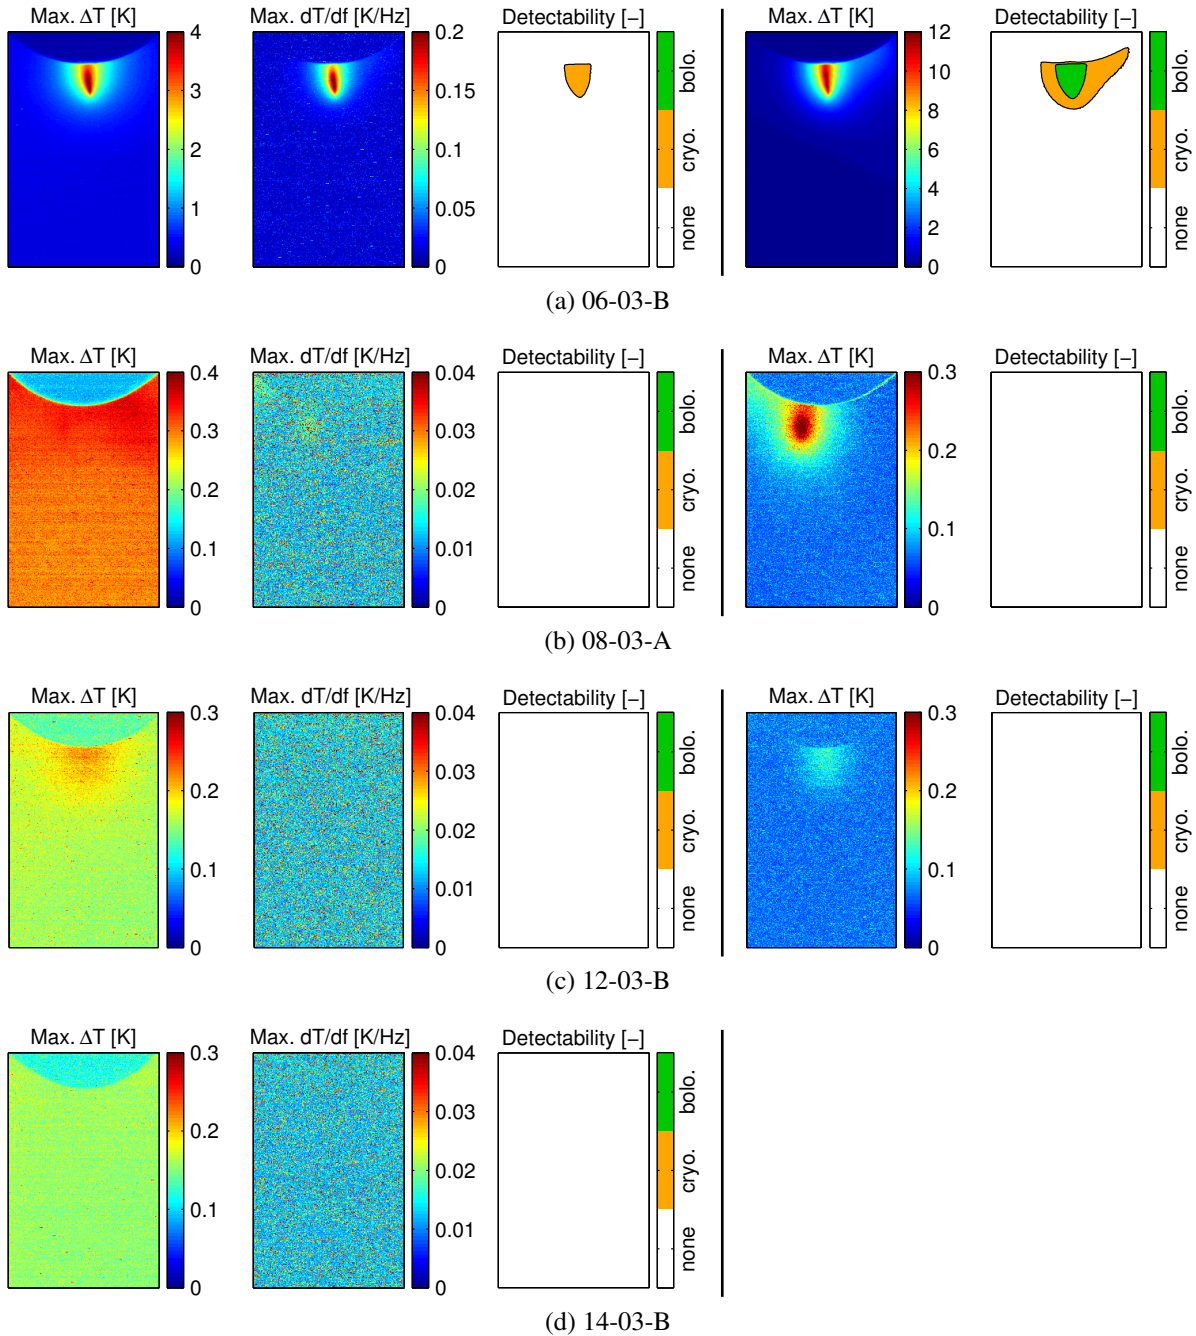 Max. ΔT [K]
Max. dT/df [K/Hz]
Detectability [−]
Max. ΔT [K]
Detectability [−]
4
3
2
1
0
0.2
0.15
0.1
0.05
0
bolo.
cryo.
none
12
10
8
6
4
2
0
bolo.
cryo.
none
(a) 06-03-B
Max. ΔT [K]
Max. dT/df [K/Hz]
Detectability [−]
Max. ΔT [K]
Detectability [−]
0.4
0.3
0.2
0.1
0
0.04
0.03
0.02
0.01
0
bolo.
cryo.
none
0.3
0.2
0.1
0
bolo.
cryo.
none
(b) 08-03-A
Max. ΔT [K]
Max. dT/df [K/Hz]
Detectability [−]
Max. ΔT [K]
Detectability [−]
0.3
0.2
0.1
0
0.04
0.03
0.02
0.01
0
bolo.
cryo.
none
0.3
0.2
0.1
0
bolo.
cryo.
none
(c) 12-03-B
Max. ΔT [K]
Max. dT/df [K/Hz]
Detectability [−]
0.3
0.2
0.1
0
0.04
0.03
0.02
0.01
0
bolo.
cryo.
none
(d) 14-03-B